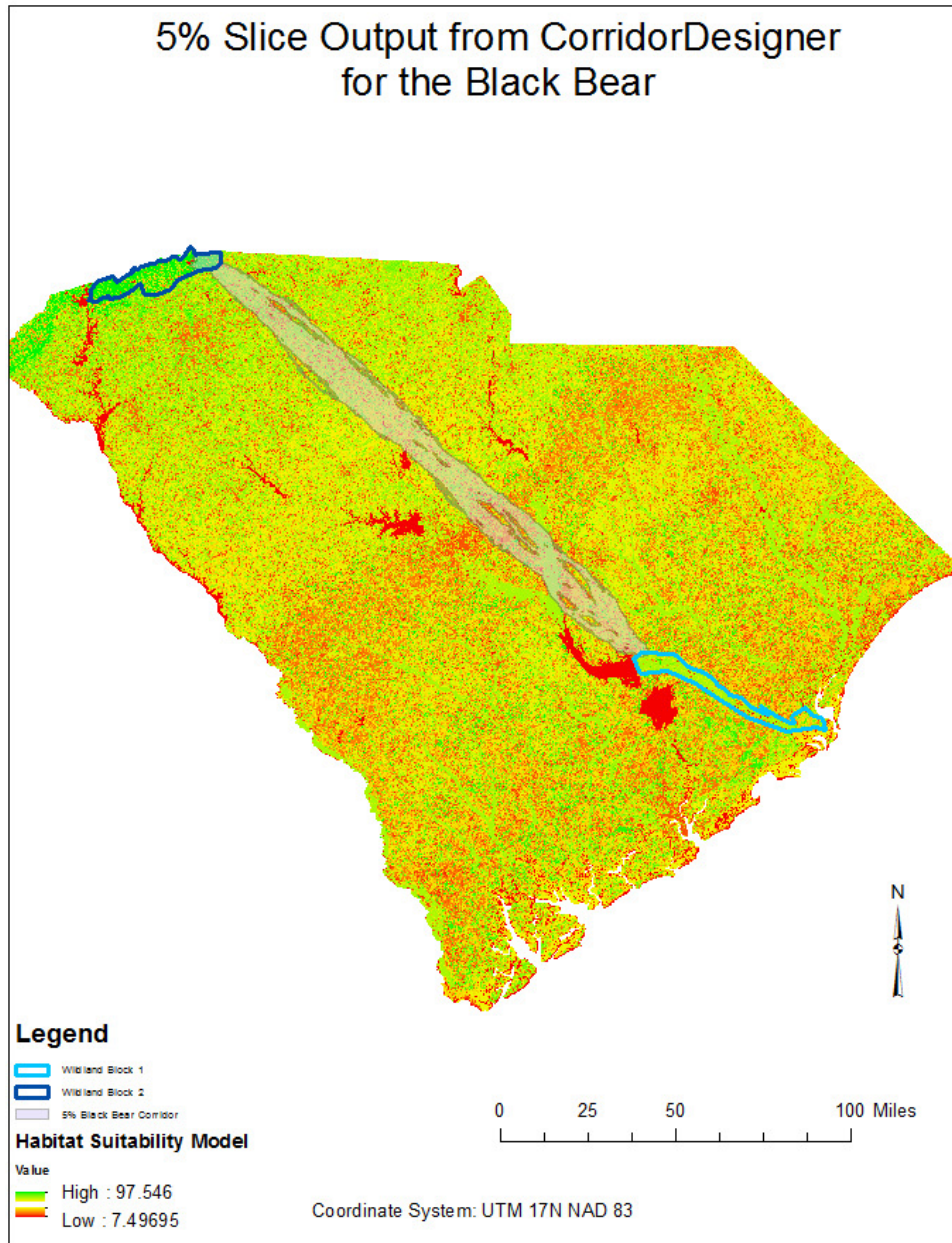 5% Slice Output from CorridorDesigner
for the Black Bear
N
Legend
Wildland Block 1
Wildland Block 2
5% Black Bear Corridor
Habitat Suitability Model
Value
High : 97.546
Low : 7.49695
0 25 50 100 Miles
Coordinate System: UTM 17N NAD 83